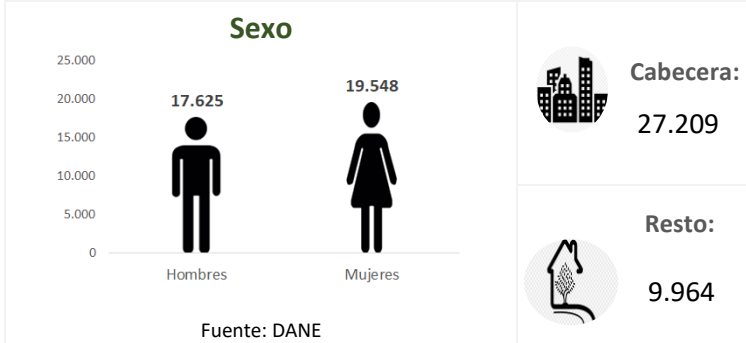 Sexo
25.000
20.000
15.000
10.000
5.000
0
17.625
19.548
Hombres
Mujeres
Fuente: DANE
Cabecera:
27.209
Resto:
9.964